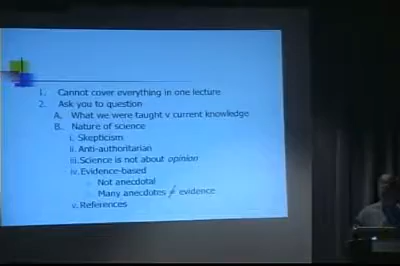 1. Cannot cover everything in one lecture
2. Ask you to question
A. What we were taught v current knowledge
B. Nature of science
i. Skepticism
ii. Anti-authoritarian
iii. Science is not about opinion
iv. Evidence-based
Not anecdotal
Many anecdotes ≠ evidence
v. References